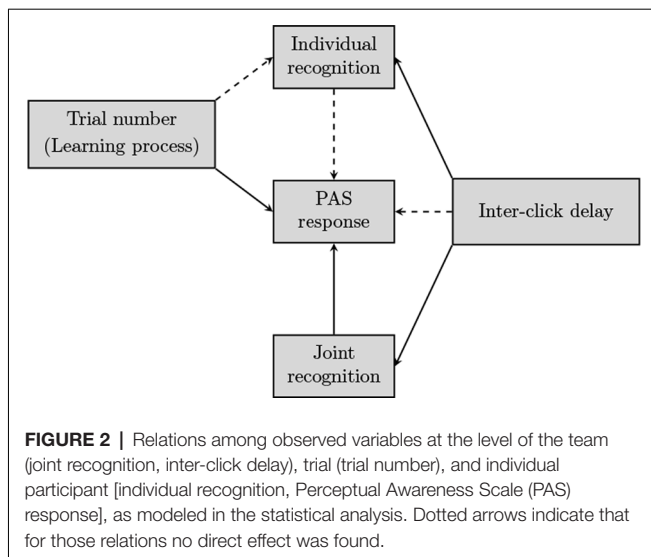 Individual
recognition
Trial number
(Learning process)
PAS
response
Inter-click delay
Joint
recognition
FIGURE 2 | Relations among observed variables at the level of the team
(joint recognition, inter-click delay), trial (trial number), and individual
participant [individual recognition, Perceptual Awareness Scale (PAS)
response], as modeled in the statistical analysis. Dotted arrows indicate that
for those relations no direct effect was found.